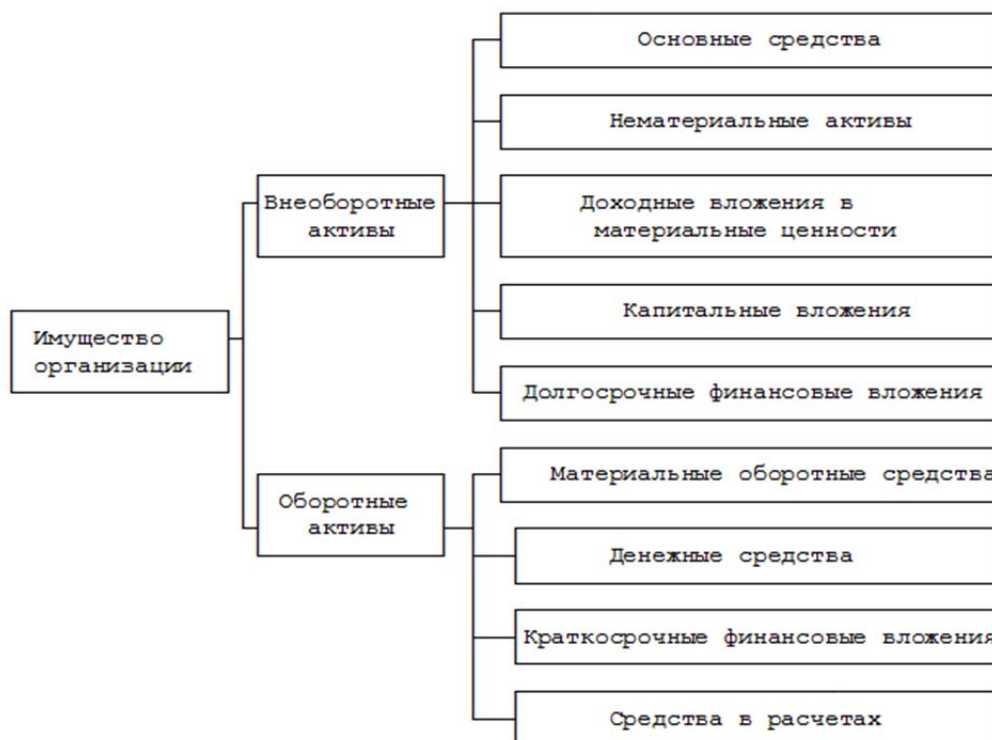 Основные средства
Нематериальные активы
Внеоборотные
активы
Доходные вложения в
материальные ценности
Капитальные вложения
Имущество
организации
Долгосрочные финансовые вложения
Материальные оборотные средства
Оборотные
активы
Денежные средства
Краткосрочные финансовые вложения
Средства в расчетах